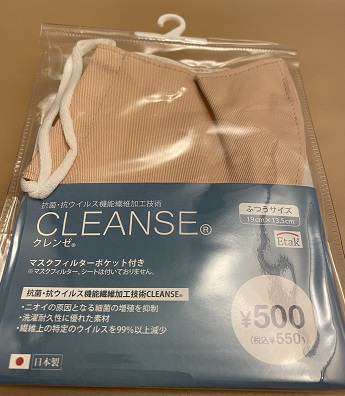 抗菌・抗ウイルス機能繊維加工技術
CLEANSE®
クレンゼ®
ふつうサイズ
19cm×13.5cm
Etak
マスクフィルターポケット付き
※マスクフィルター、シートは付いておりません。
抗菌・抗ウイルス機能繊維加工技術CLEANSE®
・ニオイの原因となる細菌の増殖を抑制
・洗濯耐久性に優れた素材
・繊維上の特定のウイルスを99%以上減少
¥500
(税込¥550)
日本製